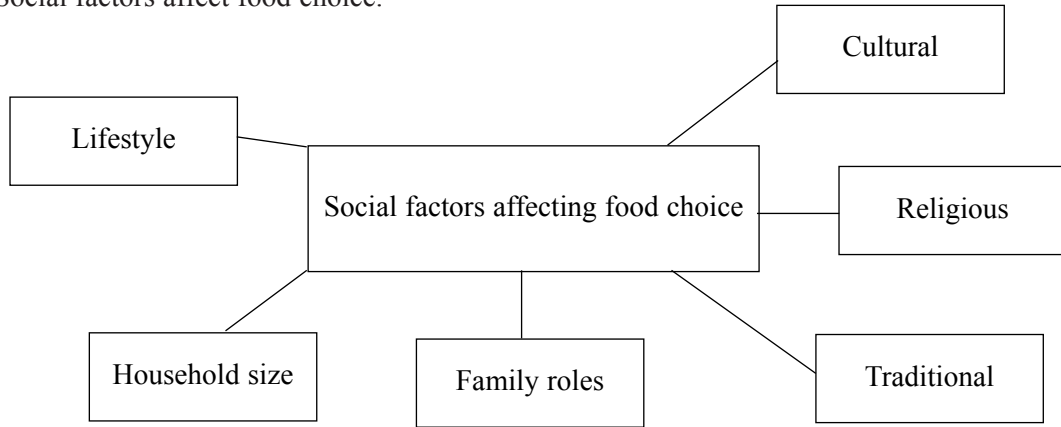 social factors affect food choice.
Cultural
Lifestyle
Social factors affecting food choice
Religious
Household size
Family roles
Traditional